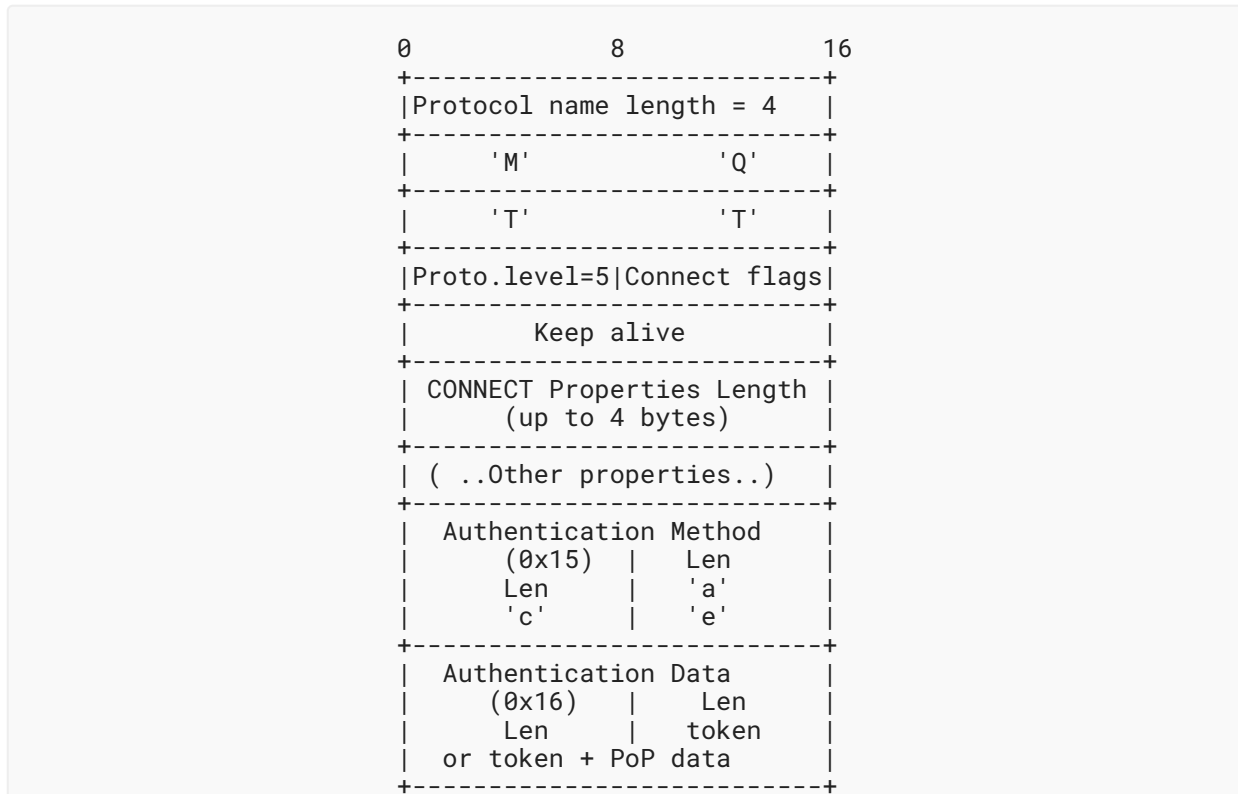 0             8             16
+---------------------------+
|Protocol name length = 4   |
+---------------------------+
|     'M'            'Q'    |
+---------------------------+
|     'T'            'T'    |
+---------------------------+
|Proto.level=5|Connect flags|
+---------------------------+
|        Keep alive         |
+---------------------------+
| CONNECT Properties Length |
|      (up to 4 bytes)      |
+---------------------------+
| ( ..Other properties..)   |
+---------------------------+
|  Authentication Method    |
|      (0x15)  |   Len      |
|      Len     |   'a'      |
|      'c'     |   'e'      |
+---------------------------+
|  Authentication Data      |
|     (0x16)   |    Len     |
|      Len     |   token    |
|  or token + PoP data      |
+---------------------------+